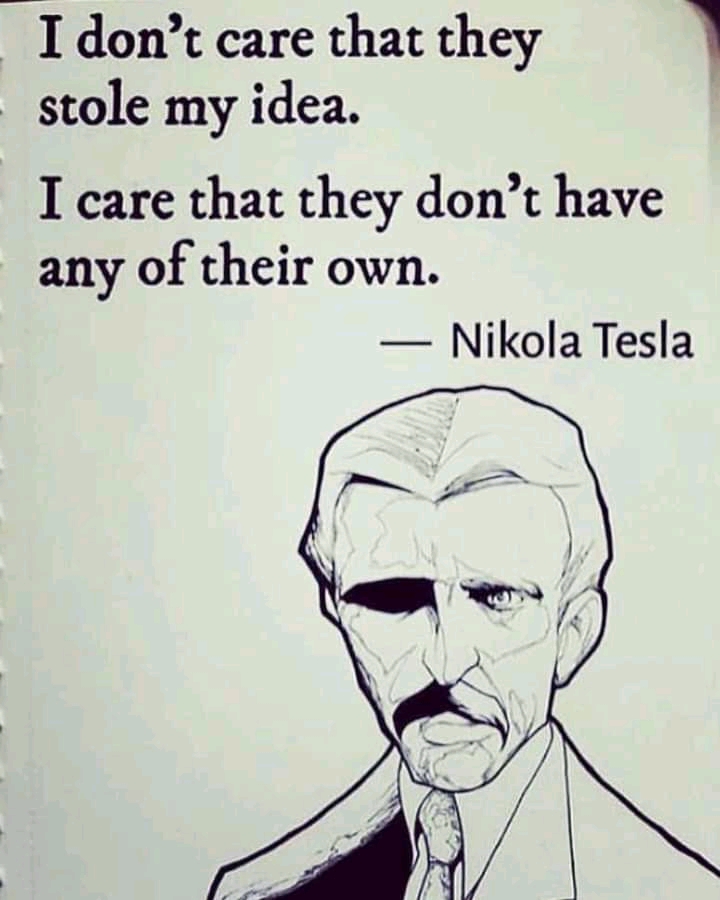 I don’t care that they
stole my idea.
I care that they don’t have
any of their own.
— Nikola Tesla